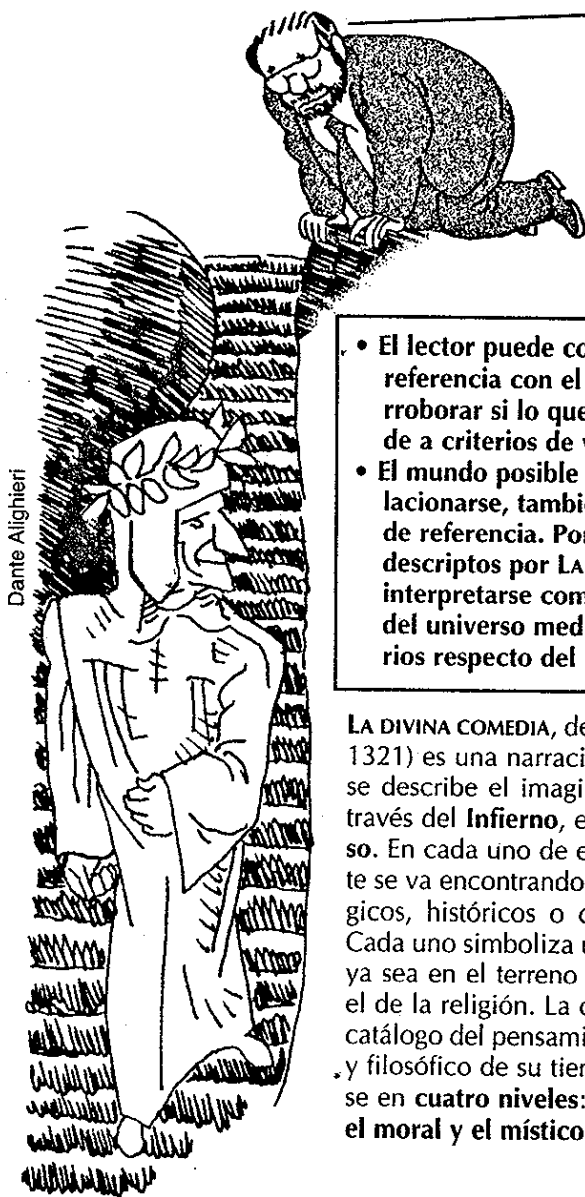 Dante Alighieri
• El lector puede co
referencia con el
rroborar si lo que
de a criterios de v
• El mundo posible
lacionarse, tambi
de referencia. Por
descriptos por LA
interpretarse com
del universo med
rios respecto del
LA DIVINA COMEDIA, de
1321) es una narraci
se describe el imagi
través del Infierno, e
so. En cada uno de e
te se va encontrando
gicos, históricos o c
Cada uno simboliza u
ya sea en el terreno
el de la religión. La c
catálogo del pensami
y filosófico de su tie
se en cuatro niveles:
el moral y el místico